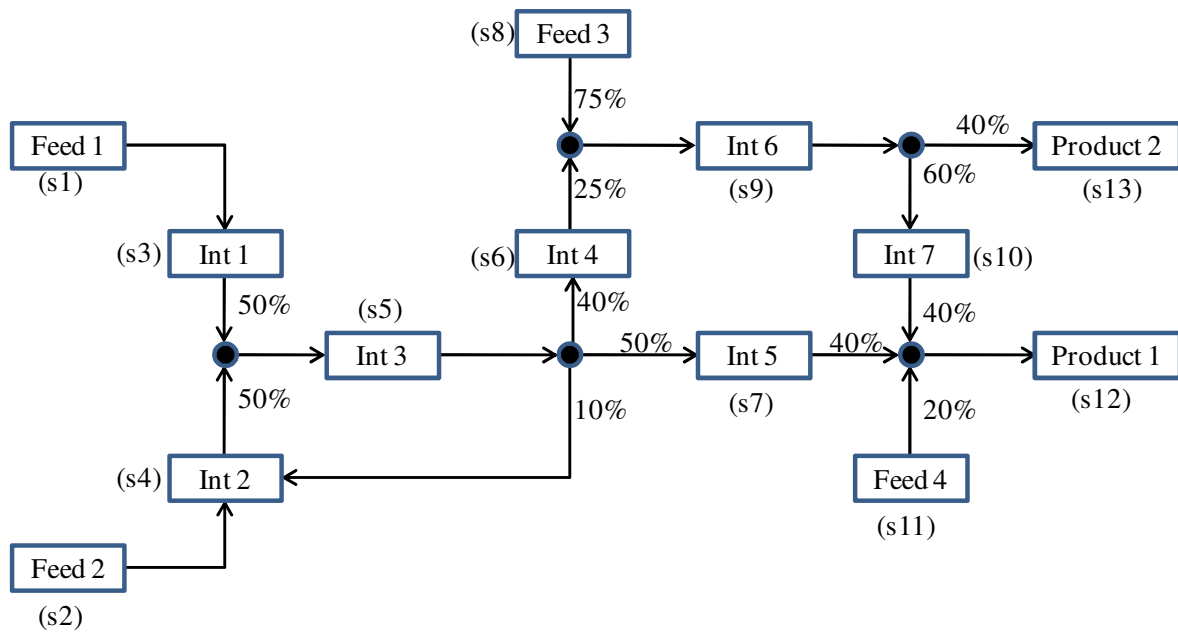 (s8) Feed 3
75%
40%
Feed 1
Int 6
Product 2
(s1)
25%
(s9)
60%
(s13)
(s3) Int 1
(s6) Int 4
Int 7 (s10)
50%
(s5)
40%
40%
Int 3
50%
Int 5
40%
Product 1
50%
10%
(s7)
20%
(s12)
(s4) Int 2
Feed 4
(s11)
Feed 2
(s2)